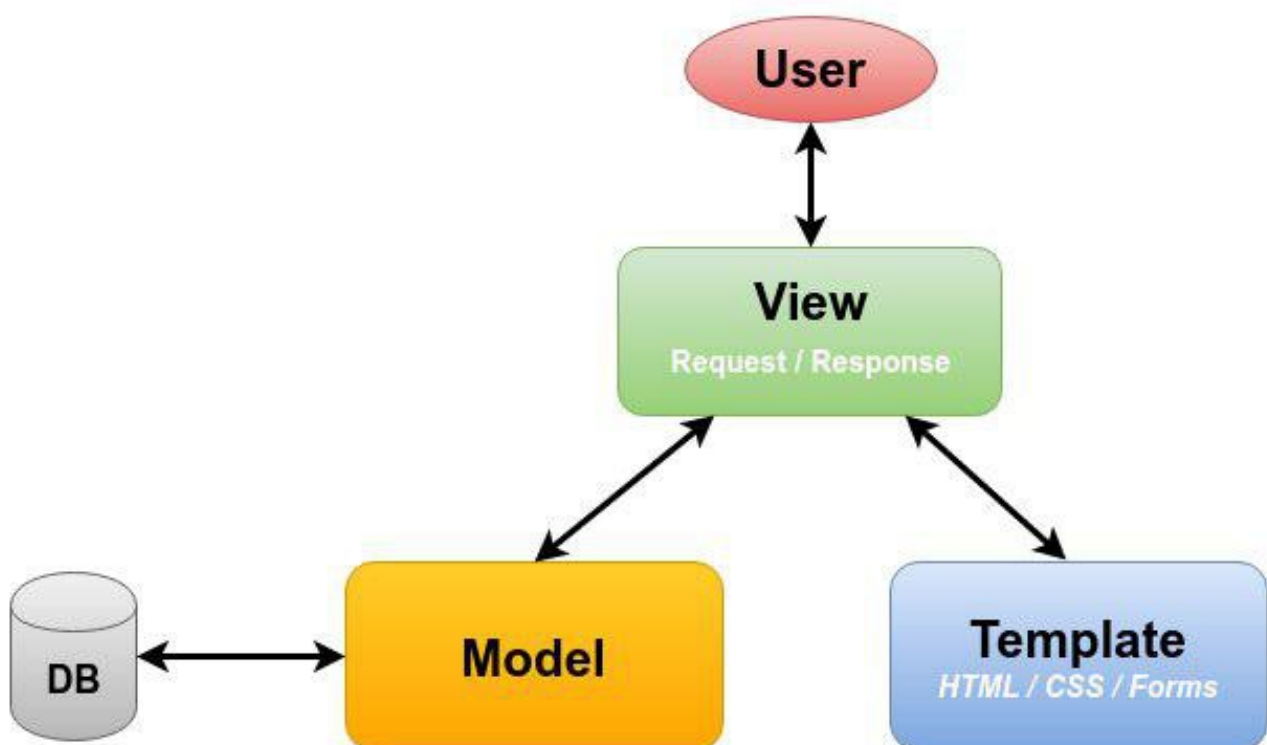 User
View
Request / Response
DB
Model
Template
HTML / CSS / Forms